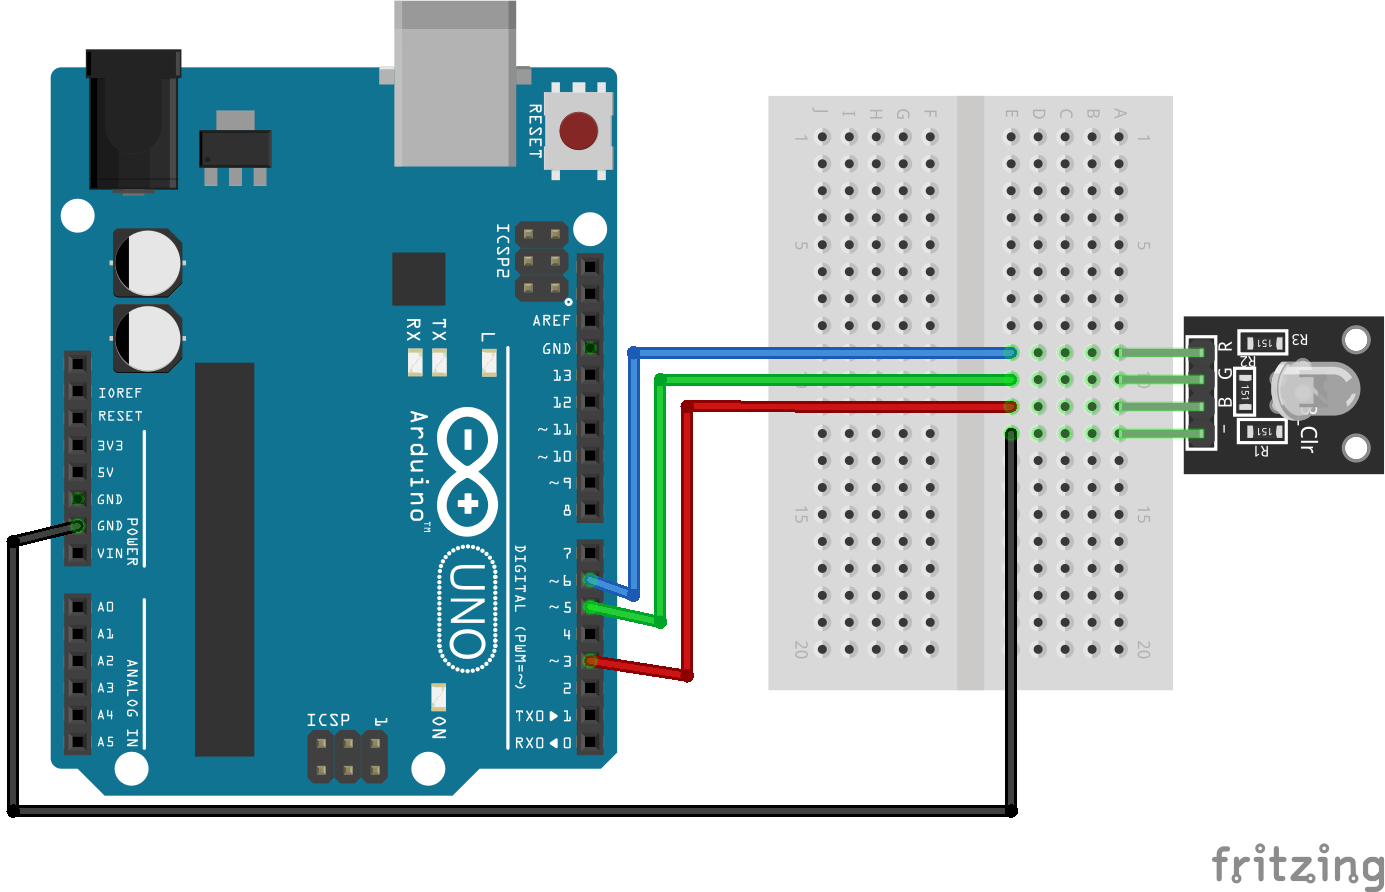 RESET
ICSP2
AREF
GND
13
12
~11
~10
~9
8
7
~6
~5
4
~3
2
TX0▶1
RX0◀0
DIGITAL (PWM=~)
RX
TX
L
Arduino™
UNO
ON
ICSP
1
IOREF
RESET
3V3
5V
GND
GND
VIN
POWER
A0
A1
A2
A3
A4
A5
ANALOG IN
J I H G F E D C B A
1 1
5 5
10
15 15
20 20
R
G
B
-
R3
151
R2
151
R1
151
Clr
fritzing